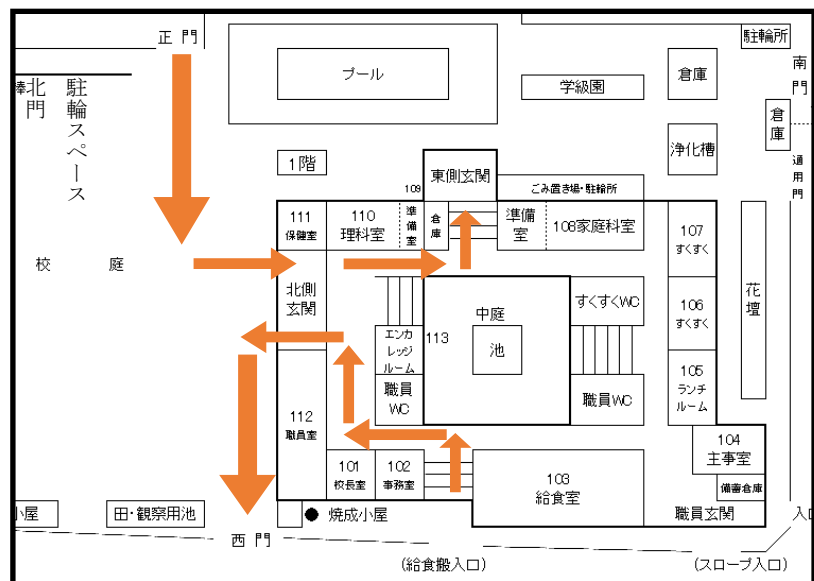 正 門
駐輪所
南
門
捧
北
門
駐輪スペース
プール
学級園
倉庫
倉
庫
浄化槽
通
用
門
1階
東側玄関
109
ごみ置き場・駐輪所
111
保健室
110
理科室
準
備
室
倉
庫
準備
室
108家庭科室
107
すくすく
校 庭
北側
玄関
中庭
113
池
すくすくWC
106
すくすく
花
壇
エンカ
レッジ
ルーム
職員
WC
職員WC
105
ランチ
ルーム
112
職員室
101
校長室
102
事務室
103
給食室
104
主事室
備蓄倉庫
職員玄関
小屋
田・観察用池
焼成小屋
入口
西 門
(給食搬入口)
(スロープ入口)